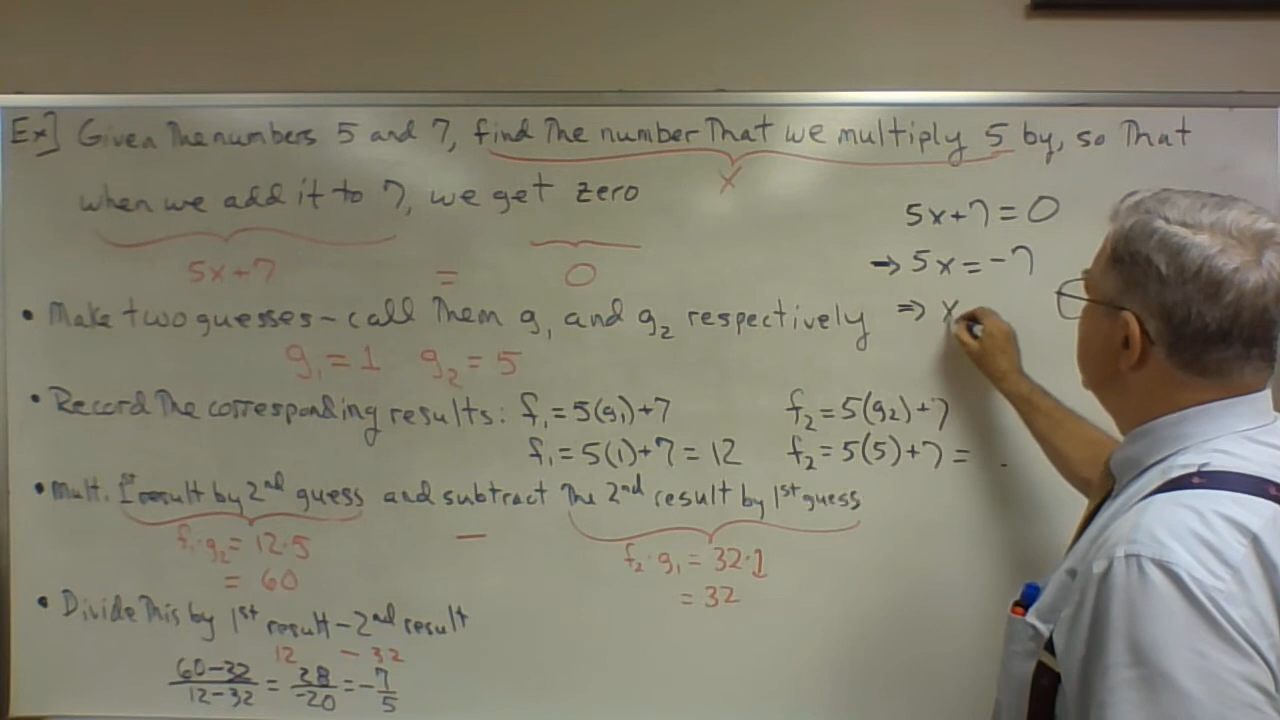 Ex] Given the numbers 5 and 7, find the number that we multiply 5 by, so that
x
when we add it to 7, we get zero
5x+7 = 0
5x+7=0
→ 5x=-7
⇒ x
• Make two guesses - call them g₁ and g₂ respectively
g₁ = 1 g₂ = 5
• Record the corresponding results: f₁ = 5(g₁)+7 f₂ = 5(g₂)+7
f₁ = 5(1)+7 = 12 f₂ = 5(5)+7 =
• Mult. 1st result by 2nd guess and subtract the 2nd result by 1st guess
f₁·g₂ = 12·5 — f₂·g₁ = 32·1
= 60 = 32
• Divide this by 1st result - 2nd result
12 - 32
60-32/12-32 = 28/-20 = -7/5